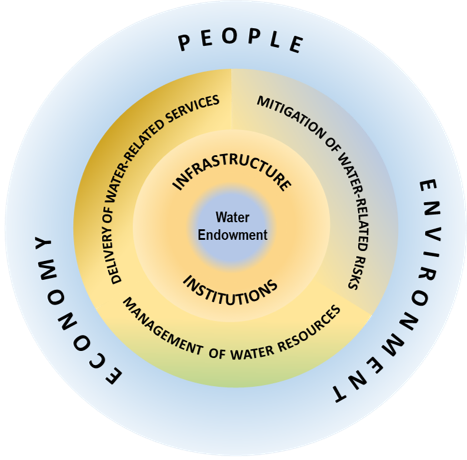 PEOPLE
ENVIRONMENT
ECONOMY
DELIVERY OF WATER-RELATED SERVICES
MITIGATION OF WATER-RELATED RISKS
MANAGEMENT OF WATER RESOURCES
INFRASTRUCTURE
INSTITUTIONS
Water
Endowment